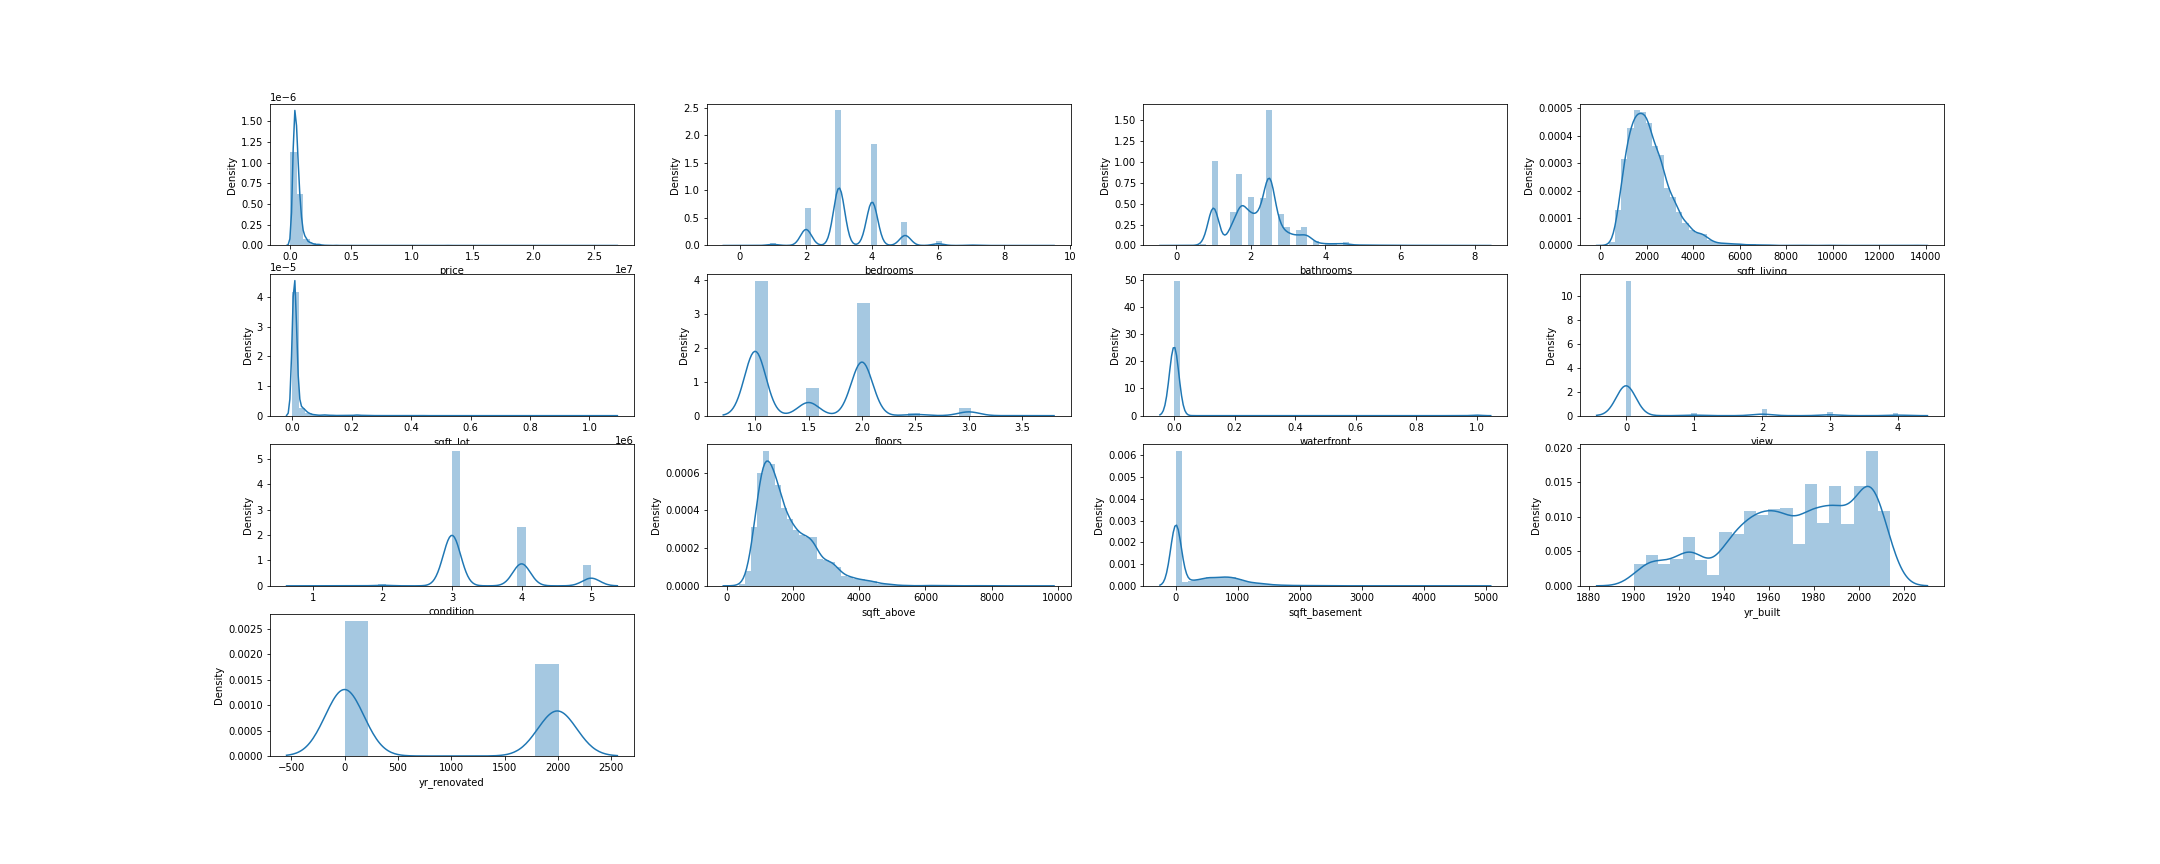 1e−6
1.50
1.25
1.00
0.75
0.50
0.25
0.00
Density
0.0 0.5 1.0 1.5 2.0 2.5
price
1e7
2.5
2.0
1.5
1.0
0.5
0.0
Density
0 2 4 6 8 10
bedrooms
1.50
1.25
1.00
0.75
0.50
0.25
0.00
Density
0 2 4 6 8
bathrooms
0.0005
0.0004
0.0003
0.0002
0.0001
0.0000
Density
0 2000 4000 6000 8000 10000 12000 14000
sqft_living
1e−5
4
3
2
1
0
Density
0.0 0.2 0.4 0.6 0.8 1.0
sqft_lot
1e6
4
3
2
1
0
Density
1.0 1.5 2.0 2.5 3.0 3.5
floors
50
40
30
20
10
0
Density
0.0 0.2 0.4 0.6 0.8 1.0
waterfront
10
8
6
4
2
0
Density
0 1 2 3 4
view
5
4
3
2
1
0
Density
1 2 3 4 5
condition
0.0006
0.0004
0.0002
0.0000
Density
0 2000 4000 6000 8000 10000
sqft_above
0.006
0.005
0.004
0.003
0.002
0.001
0.000
Density
0 1000 2000 3000 4000 5000
sqft_basement
0.020
0.015
0.010
0.005
0.000
Density
1880 1900 1920 1940 1960 1980 2000 2020
yr_built
0.0025
0.0020
0.0015
0.0010
0.0005
0.0000
Density
−500 0 500 1000 1500 2000 2500
yr_renovated